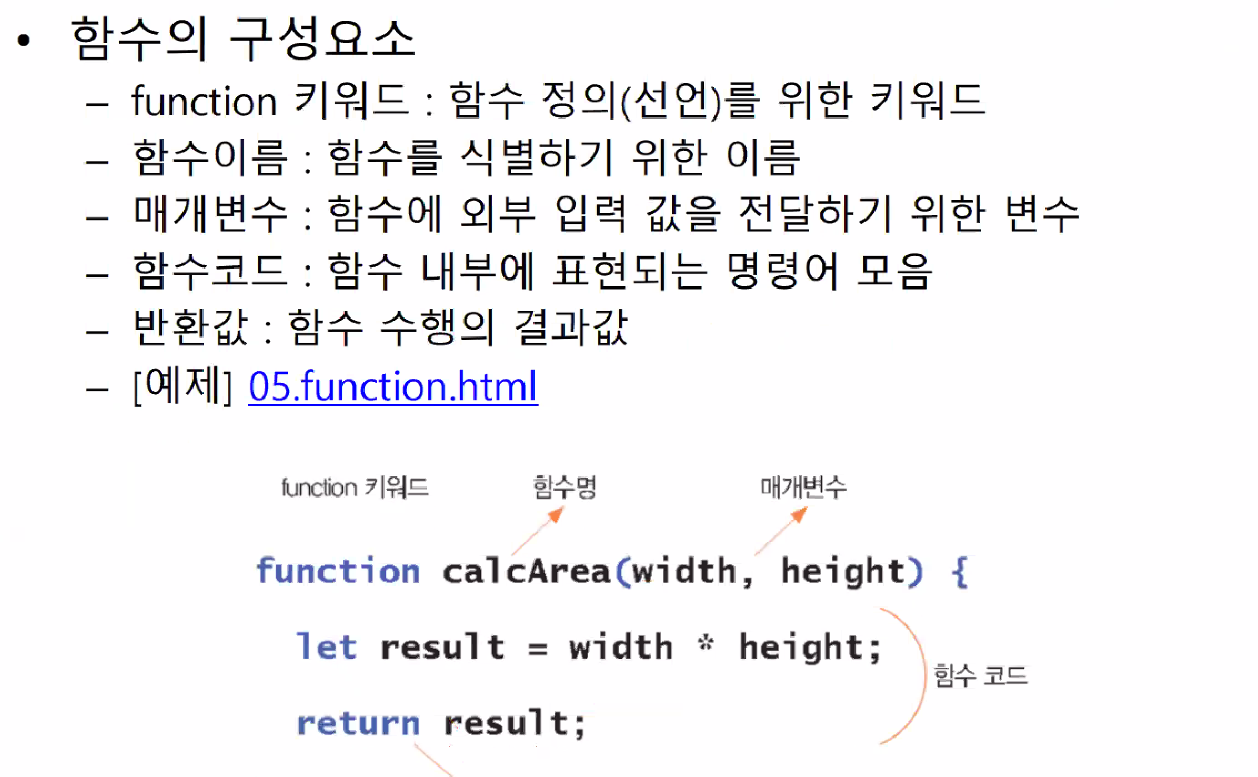 • 함수의 구성요소
– function 키워드 : 함수 정의(선언)를 위한 키워드
– 함수이름 : 함수를 식별하기 위한 이름
– 매개변수 : 함수에 외부 입력 값을 전달하기 위한 변수
– 함수코드 : 함수 내부에 표현되는 명령어 모음
– 반환값 : 함수 수행의 결과값
– [예제] 05.function.html
function 키워드 함수명 매개변수
function calcArea(width, height) {
let result = width * height;
함수 코드
return result;